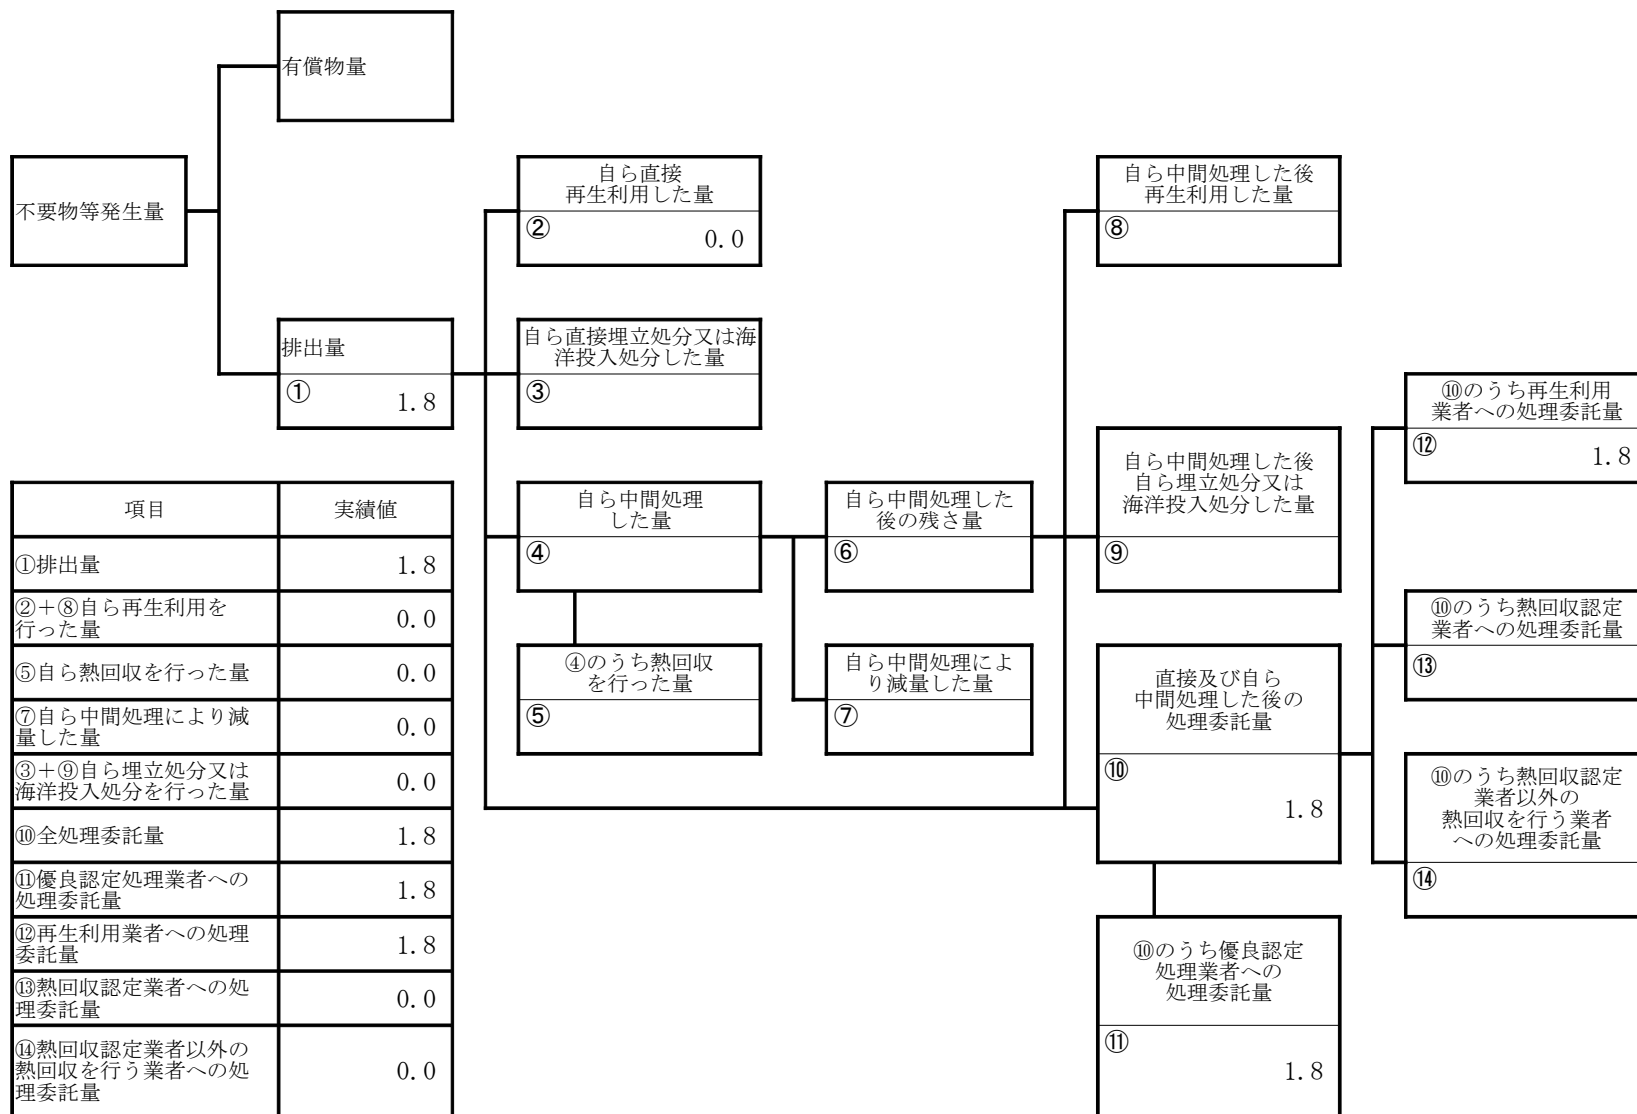 有償物量
不要物等発生量
排出量
①
1.8
自ら直接
再生利用した量
②
0.0
自ら直接埋立処分又は海
洋投入処分した量
③
自ら中間処理
した量
④
④のうち熱回収
を行った量
⑤
自ら中間処理した
後の残さ量
⑥
自ら中間処理によ
り減量した量
⑦
自ら中間処理した後
再生利用した量
⑧
自ら中間処理した後
自ら埋立処分又は
海洋投入処分した量
⑨
直接及び自ら
中間処理した後の
処理委託量
⑩
1.8
⑩のうち優良認定
処理業者への
処理委託量
⑪
1.8
⑩のうち再生利用
業者への処理委託量
⑫
1.8
⑩のうち熱回収認定
業者への処理委託量
⑬
⑩のうち熱回収認定
業者以外の
熱回収を行う業者
への処理委託量
⑭
項目 実績値
①排出量 1.8
②＋⑧自ら再生利用を
行った量 0.0
⑤自ら熱回収を行った量 0.0
⑦自ら中間処理により減
量した量 0.0
③＋⑨自ら埋立処分又は
海洋投入処分を行った量 0.0
⑩全処理委託量 1.8
⑪優良認定処理業者への
処理委託量 1.8
⑫再生利用業者への処理
委託量 1.8
⑬熱回収認定業者への処
理委託量 0.0
⑭熱回収認定業者以外の
熱回収を行う業者への処
理委託量 0.0